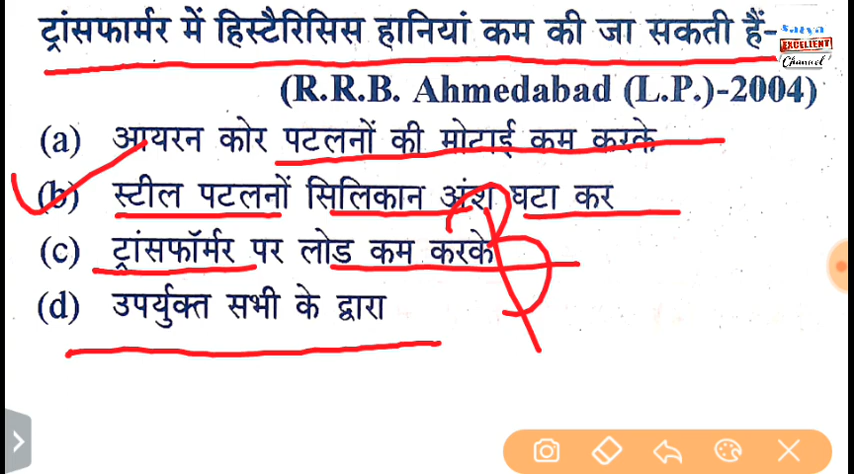 ट्रांसफार्मर में हिस्टैरिसिस हानियां कम की जा सकती हैं-
Satya
EXCELLENT
Channel
(R.R.B. Ahmedabad (L.P.)-2004)
(a) आयरन कोर पटलनों की मोटाई कम करके
(b) स्टील पटलनों सिलिकान अंश घटा कर
(c) ट्रांसफॉर्मर पर लोड कम करके
(d) उपर्युक्त सभी के द्वारा
B